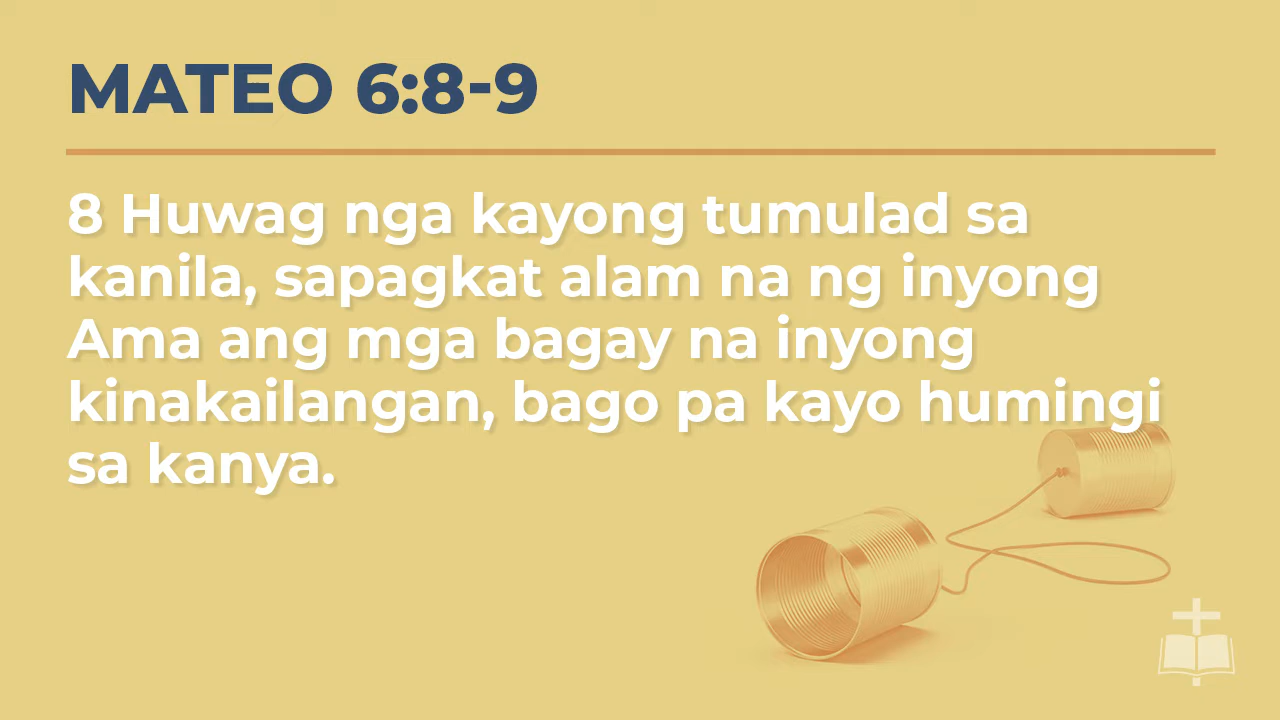 MATEO 6:8-9
8 Huwag nga kayong tumulad sa
kanila, sapagkat alam na ng inyong
Ama ang mga bagay na inyong
kinakailangan, bago pa kayo humingi
sa kanya.